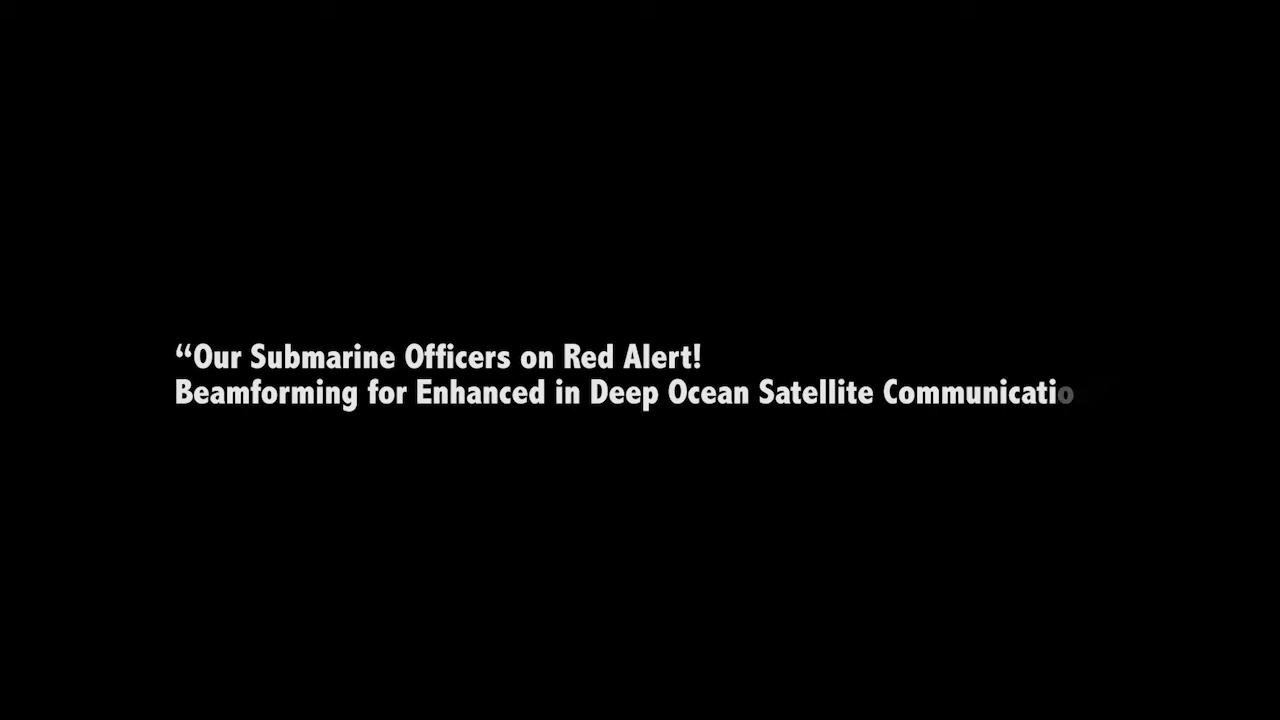 “Our Submarine Officers on Red Alert!
Beamforming for Enhanced in Deep Ocean Satellite Communicatio